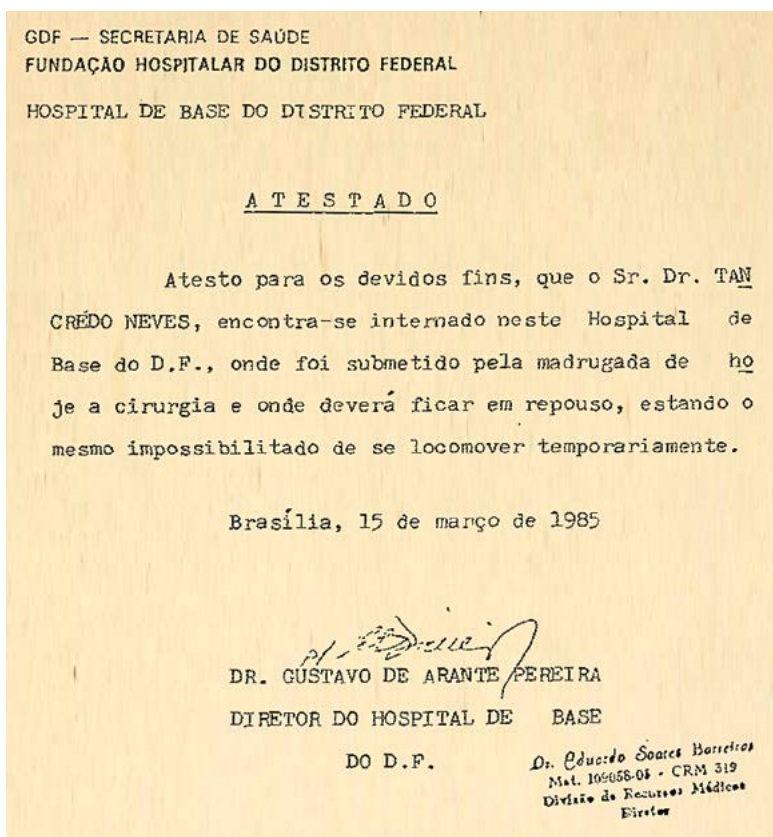 GDF — SECRETARIA DE SAÚDE
FUNDAÇÃO HOSPITALAR DO DISTRITO FEDERAL
HOSPITAL DE BASE DO DISTRITO FEDERAL
A T E S T A D O
Atesto para os devidos fins, que o Sr. Dr. TAN
CREDO NEVES, encontra-se internado neste Hospital de
Base do D.F., onde foi submetido pela madrugada de ho
je a cirurgia e onde deverá ficar em repouso, estando o
mesmo impossibilitado de se locomover temporariamente.
Brasília, 15 de março de 1985
p/
DR. GUSTAVO DE ARANTE PEREIRA
DIRETOR DO HOSPITAL DE BASE
DO D.F.
Dr. Eduardo Soares Barreiros
Mat. 109058-05 - CRM 319
Divisão de Recursos Médicos
Diretor